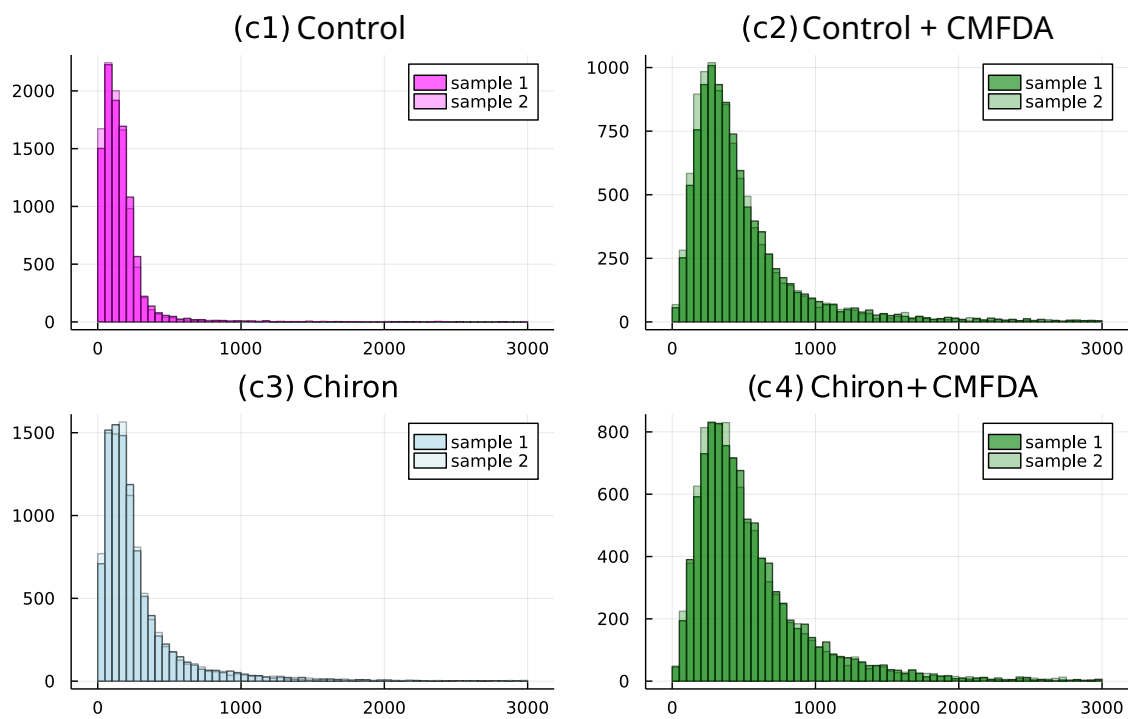 (c1) Control
2000
1500
1000
500
0
0 1000 2000 3000
sample 1
sample 2
(c2) Control + CMFDA
1000
750
500
250
0
0 1000 2000 3000
sample 1
sample 2
(c3) Chiron
1500
1000
500
0
0 1000 2000 3000
sample 1
sample 2
(c4) Chiron+CMFDA
800
600
400
200
0
0 1000 2000 3000
sample 1
sample 2